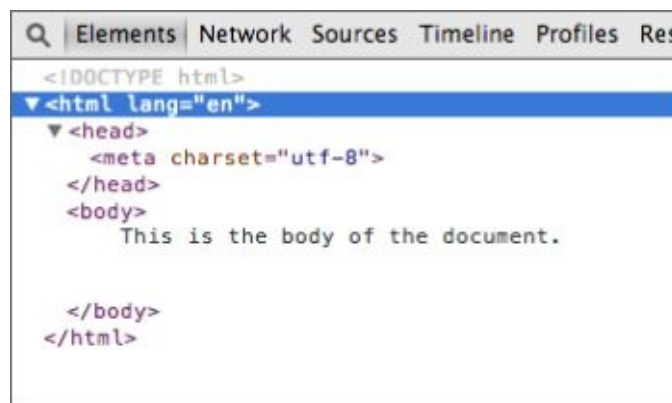 Elements Network Sources Timeline Profiles Res
<!DOCTYPE html>
▼<html lang="en">
▼<head>
<meta charset="utf-8">
</head>
<body>
This is the body of the document.
</body>
</html>